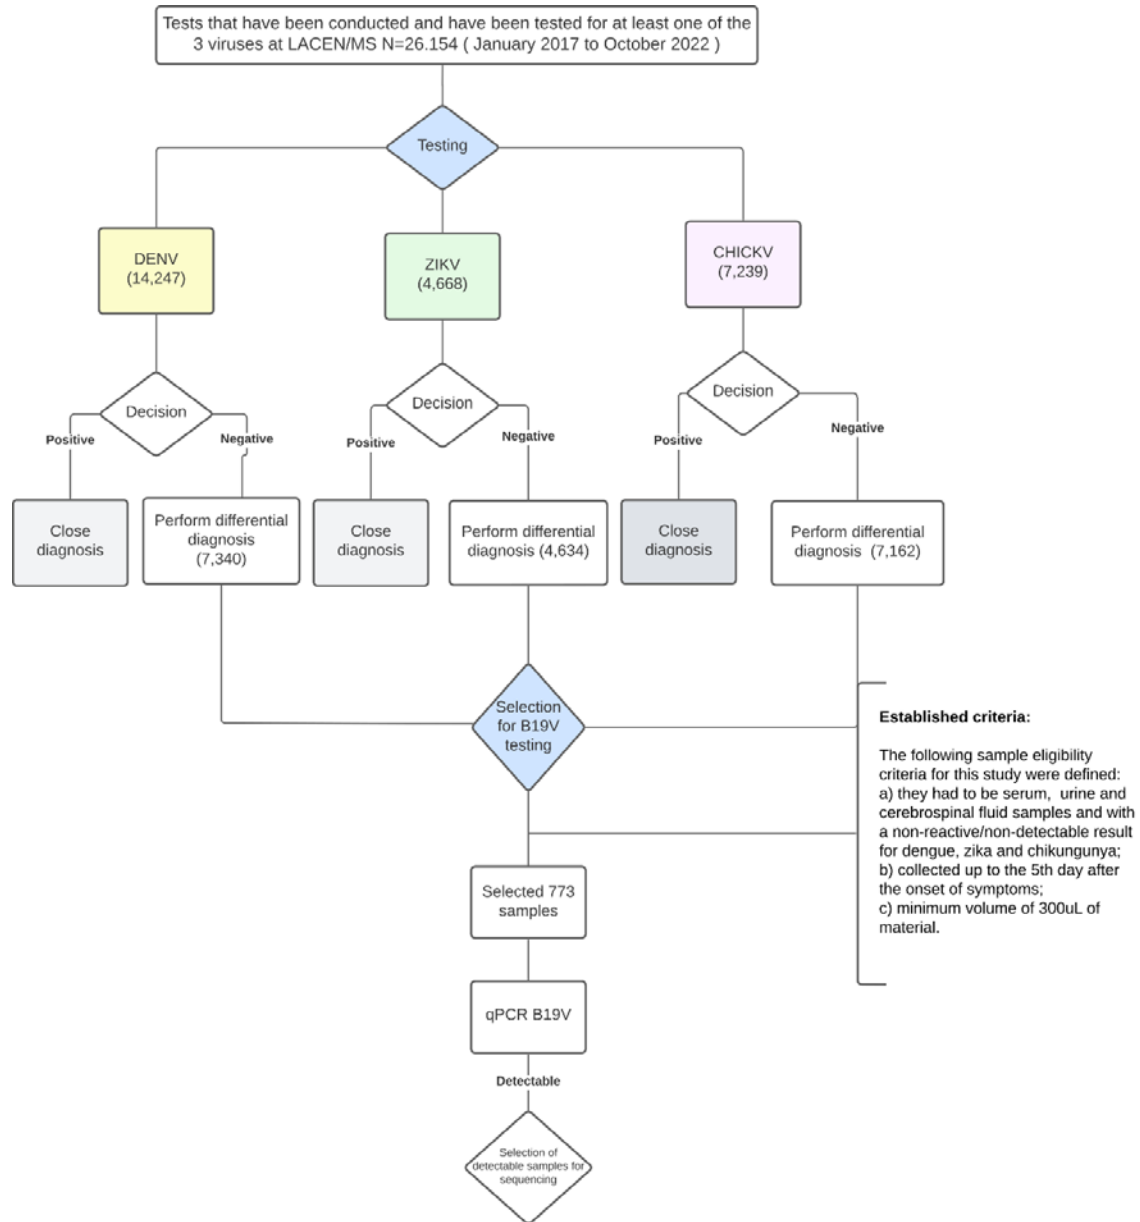 Tests that have been conducted and have been tested for at least one of the
3 viruses at LACEN/MS N=26.154 ( January 2017 to October 2022 )
Testing
DENV
(14,247)
ZIKV
(4,668)
CHICKV
(7,239)
Decision
Decision
Decision
Positive
Negative
Positive
Negative
Positive
Negative
Close
diagnosis
Perform differential
diagnosis
(7,340)
Close
diagnosis
Perform differential
diagnosis (4,634)
Close
diagnosis
Perform differential
diagnosis (7,162)
Selection
for B19V
testing
Established criteria:
The following sample eligibility
criteria for this study were defined:
a) they had to be serum, urine and
cerebrospinal fluid samples and with
a non-reactive/non-detectable result
for dengue, zika and chikungunya;
b) collected up to the 5th day after
the onset of symptoms;
c) minimum volume of 300uL of
material.
Selected 773
samples
qPCR B19V
Detectable
Selection of
detectable samples for
sequencing